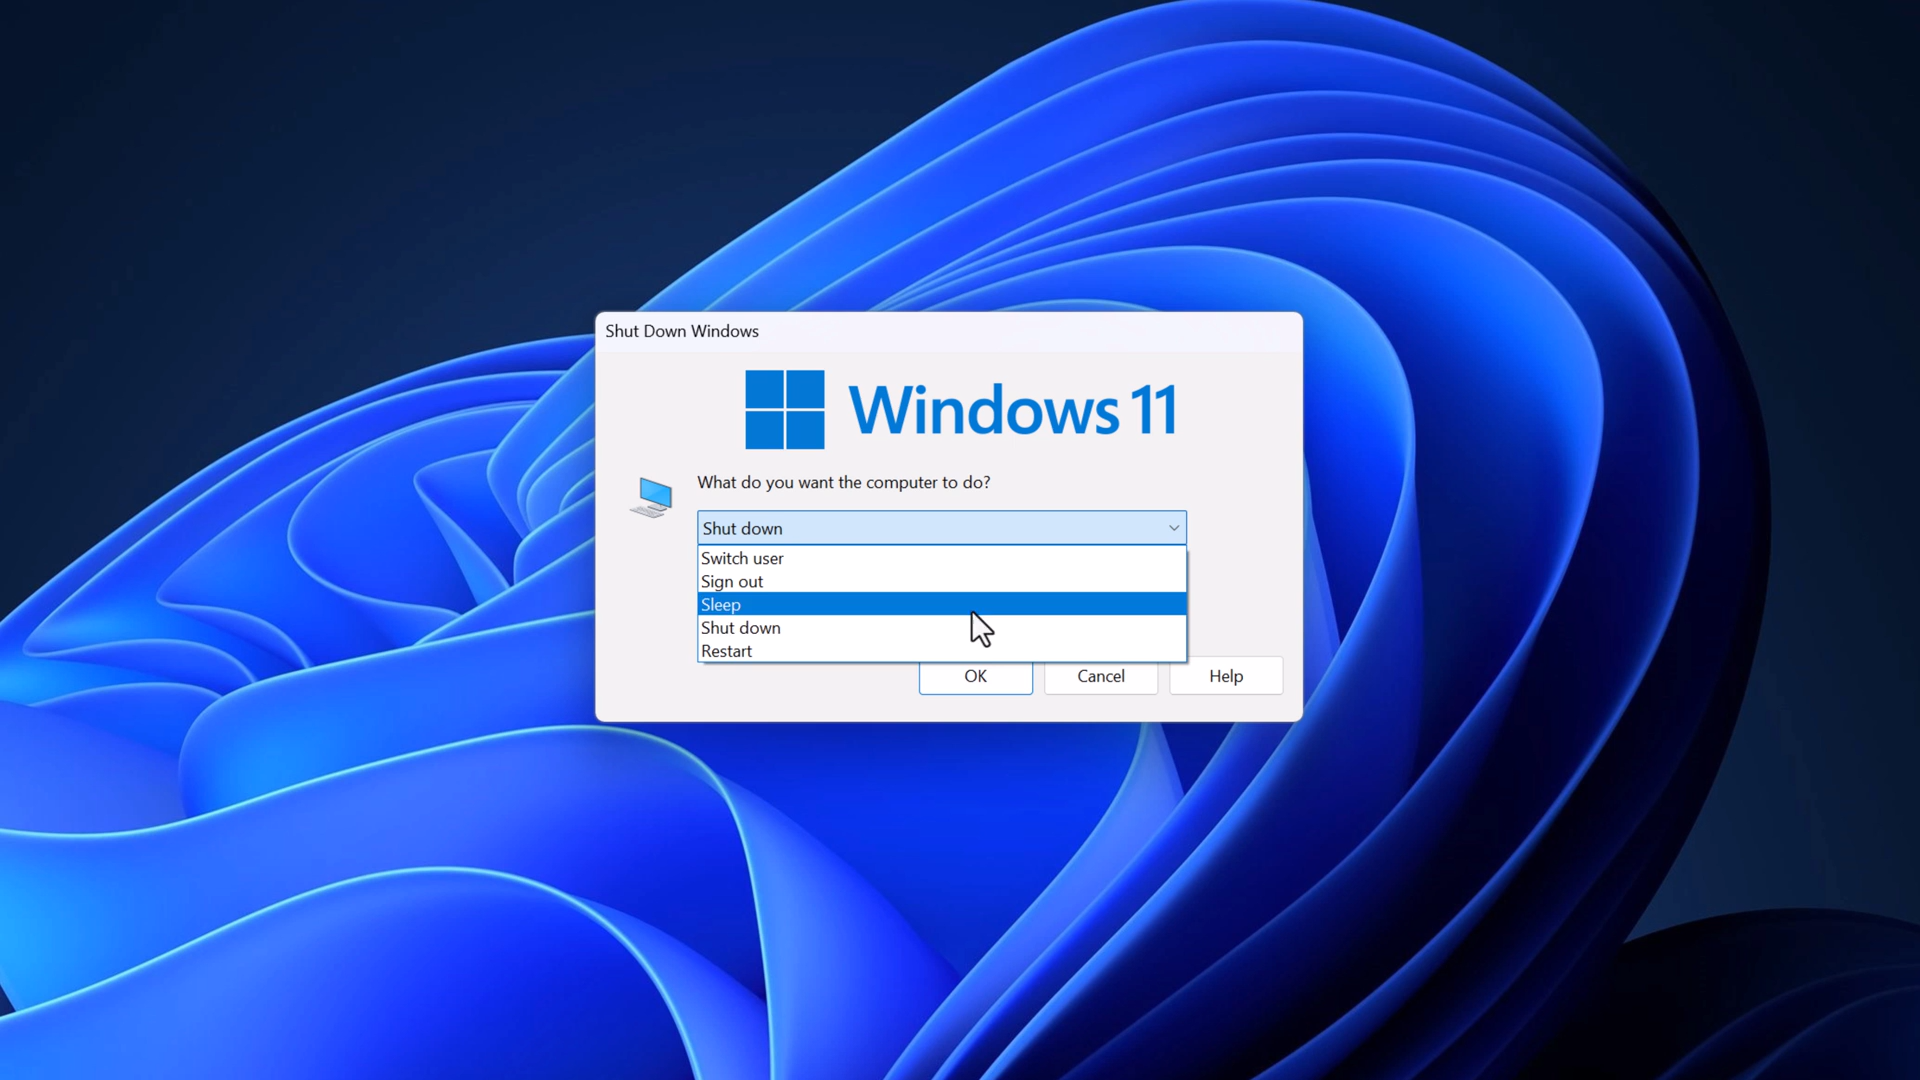 Shut Down Windows
Windows 11
What do you want the computer to do?
Shut down
Switch user
Sign out
Sleep
Shut down
Restart
OK Cancel Help